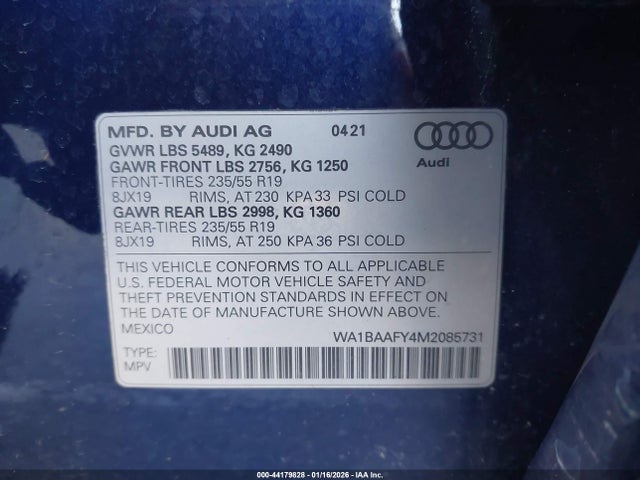 MFD. BY AUDI AG 04 21
GVWR LBS 5489, KG 2490
GAWR FRONT LBS 2756, KG 1250
FRONT-TIRES 235/55 R19
8JX19 RIMS, AT 230 KPA 33 PSI COLD
GAWR REAR LBS 2998, KG 1360
REAR-TIRES 235/55 R19
8JX19 RIMS, AT 250 KPA 36 PSI COLD
Audi
THIS VEHICLE CONFORMS TO ALL APPLICABLE
U.S. FEDERAL MOTOR VEHICLE SAFETY AND
THEFT PREVENTION STANDARDS IN EFFECT ON
THE DATE OF MANUFACTURE SHOWN ABOVE.
MEXICO WA1BAAFY4M2085731
TYPE:
MPV
000-44179828 - 01/16/2026 - IAA Inc.